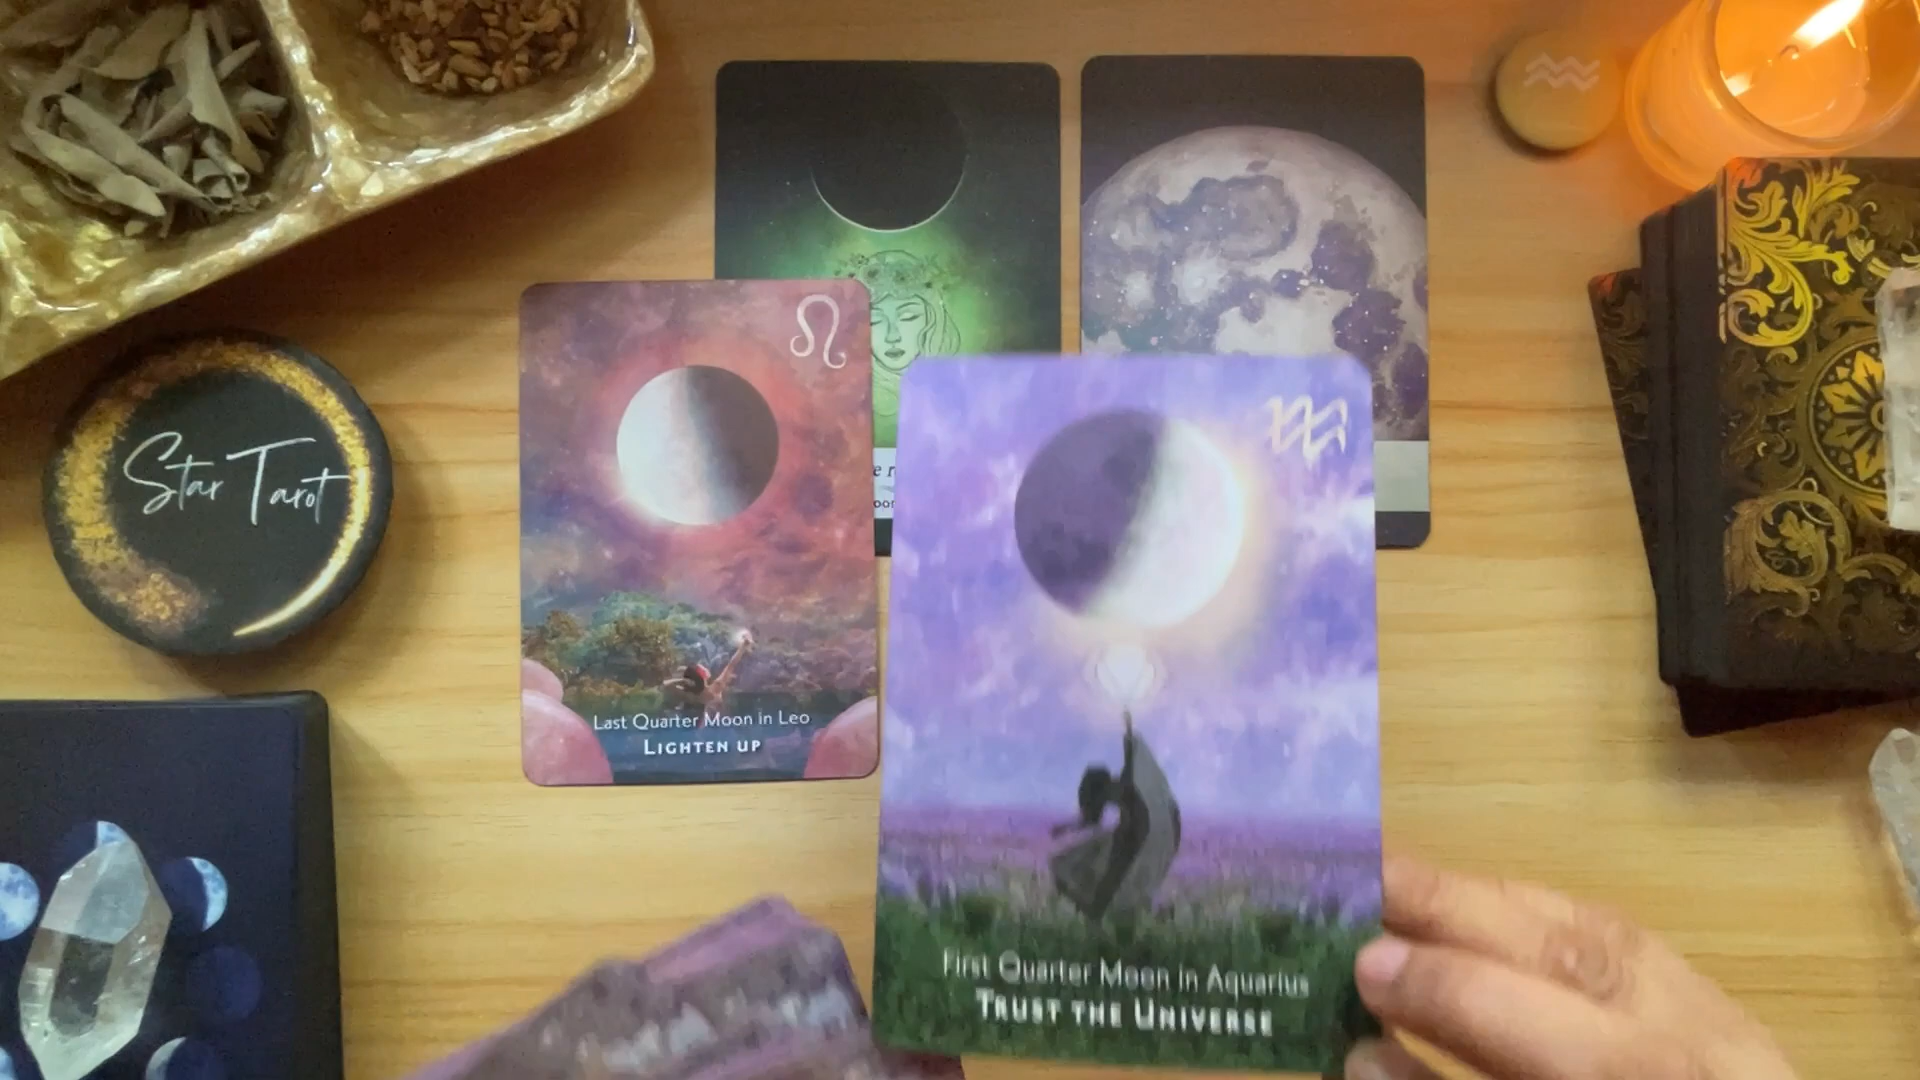 Star Tarot
Last Quarter Moon in Leo
LIGHTEN UP
First Quarter Moon in Aquarius
TRUST THE UNIVERSE